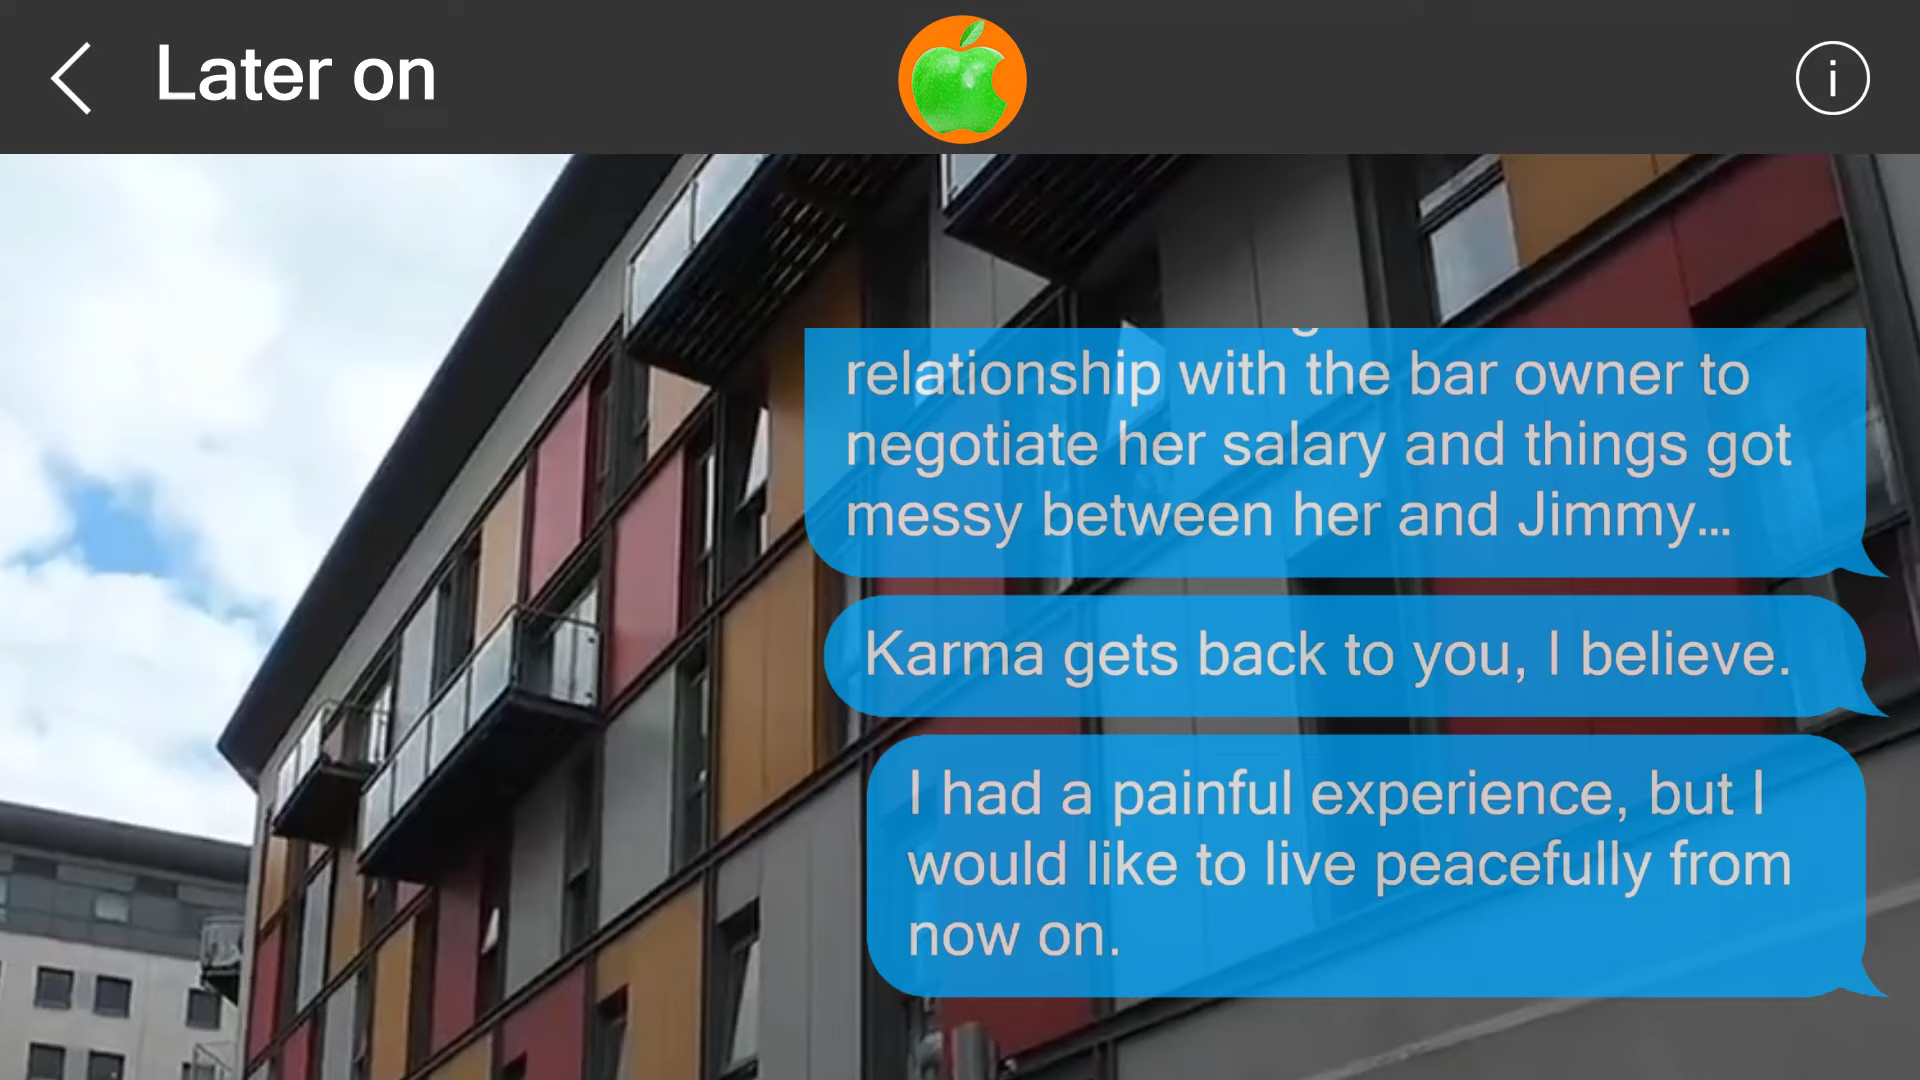 Later on
relationship with the bar owner to
negotiate her salary and things got
messy between her and Jimmy...
Karma gets back to you, I believe.
I had a painful experience, but I
would like to live peacefully from
now on.